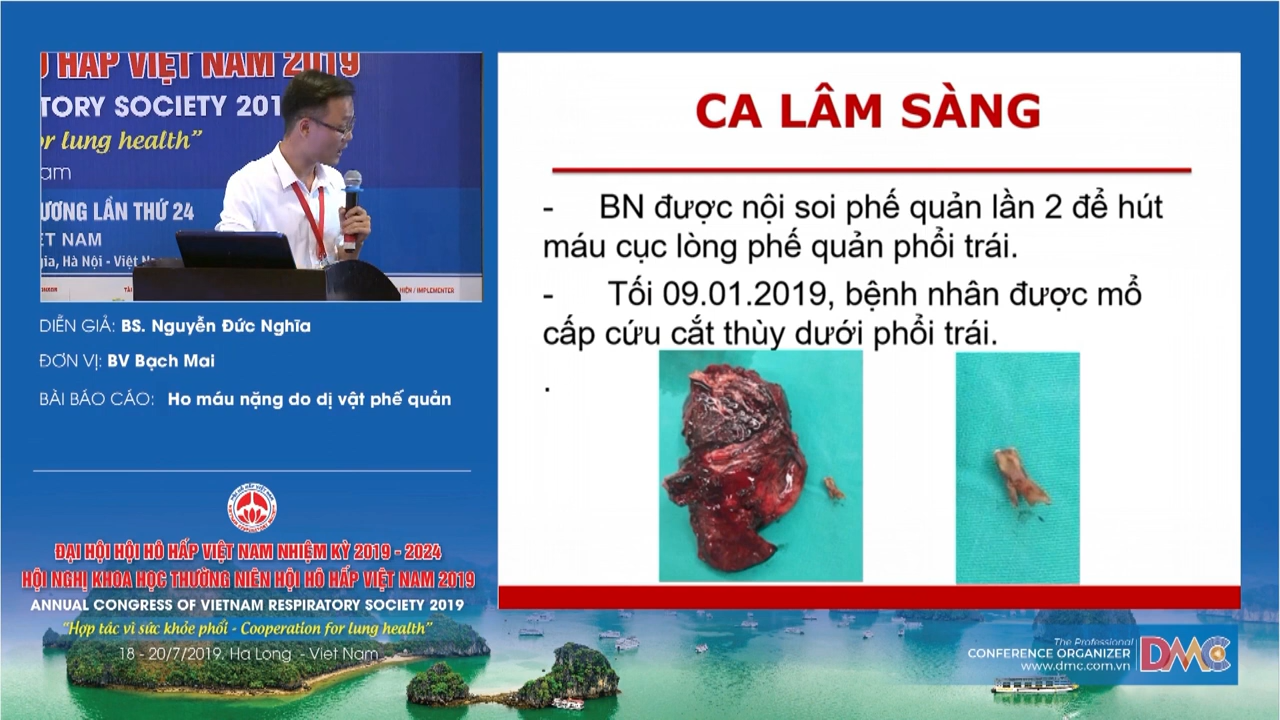 HẤP VIỆT NAM 2019
TORY SOCIETY 201
or lung health”
am
ƯƠNG LẦN THỨ 24
ET NAM
gia, Hà Nội - Việt
HIỆN / IMPLEMENTER
DIỄN GIẢ: BS. Nguyễn Đức Nghĩa
ĐƠN VỊ: BV Bạch Mai
BÀI BÁO CÁO: Ho máu nặng do dị vật phế quản
ĐẠI HỘI HỘI HÔ HẤP VIỆT NAM NHIỆM KỲ 2019 - 2024
HỘI NGHỊ KHOA HỌC THƯỜNG NIÊN HỘI HÔ HẤP VIỆT NAM 2019
ANNUAL CONGRESS OF VIETNAM RESPIRATORY SOCIETY 2019
“Hợp tác vì sức khỏe phổi - Cooperation for lung health”
18 - 20/7/2019. Ha Long - Viet Nam
CA LÂM SÀNG
- BN được nội soi phế quản lần 2 để hút
máu cục lòng phế quản phổi trái.
- Tối 09.01.2019, bệnh nhân được mổ
cấp cứu cắt thùy dưới phổi trái.
.
The Professional
CONFERENCE ORGANIZER
www.dmc.com.vn
DMC